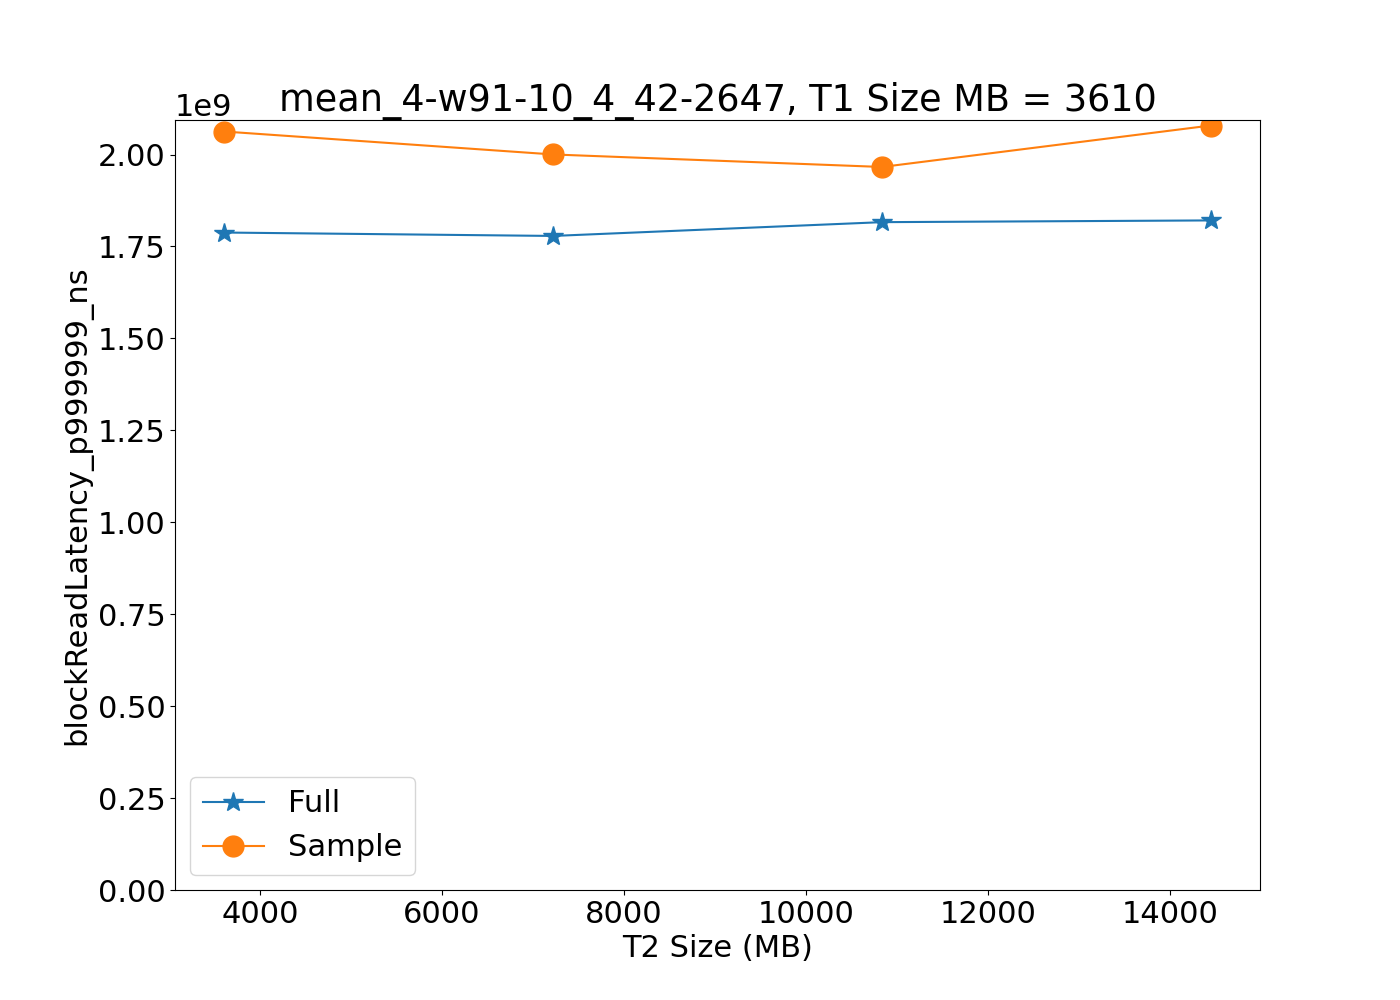 mean_4-w91-10_4_42-2647, T1 Size MB = 3610
1e9
2.00
1.75
1.50
1.25
1.00
0.75
0.50
0.25
0.00
blockReadLatency_p999999_ns
Full
Sample
4000 6000 8000 10000 12000 14000
T2 Size (MB)